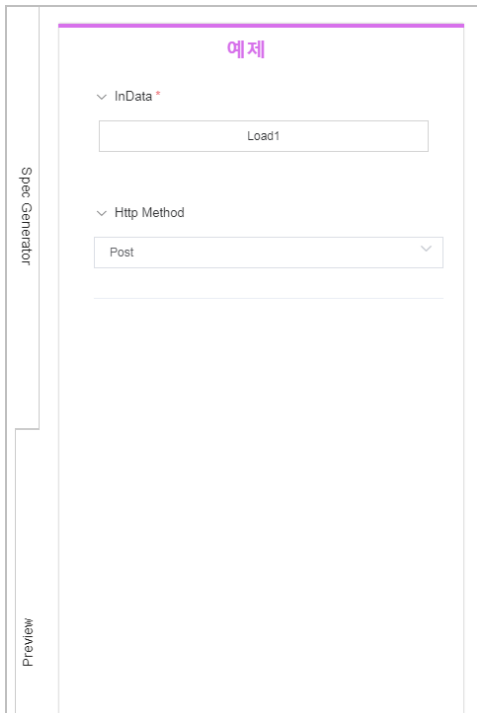 예제
InData *
Load1
Http Method
Post
Spec Generator
Preview